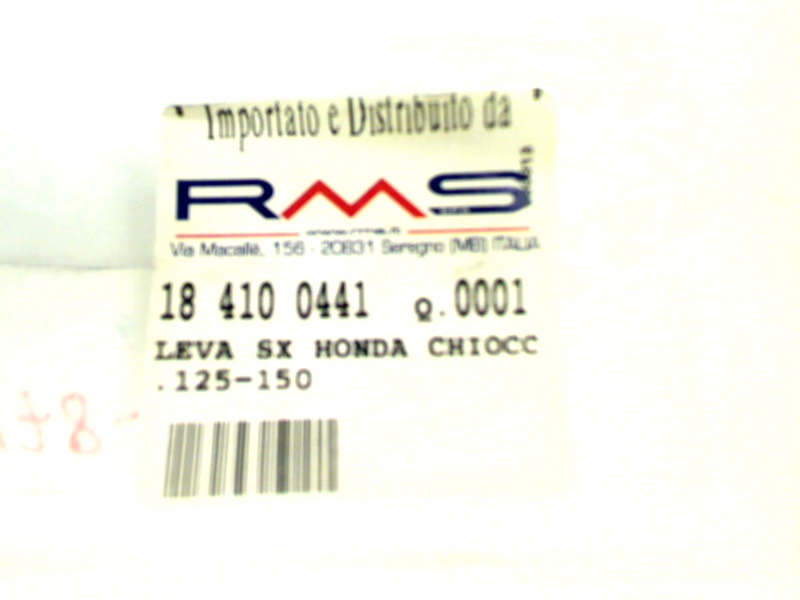 Importato e Distribuito da
RMS
Via Macallè, 156 - 20831 Seregno (MB) ITALIA
18 410 0441 Q.0001
LEVA SX HONDA CHIOCC
.125-150